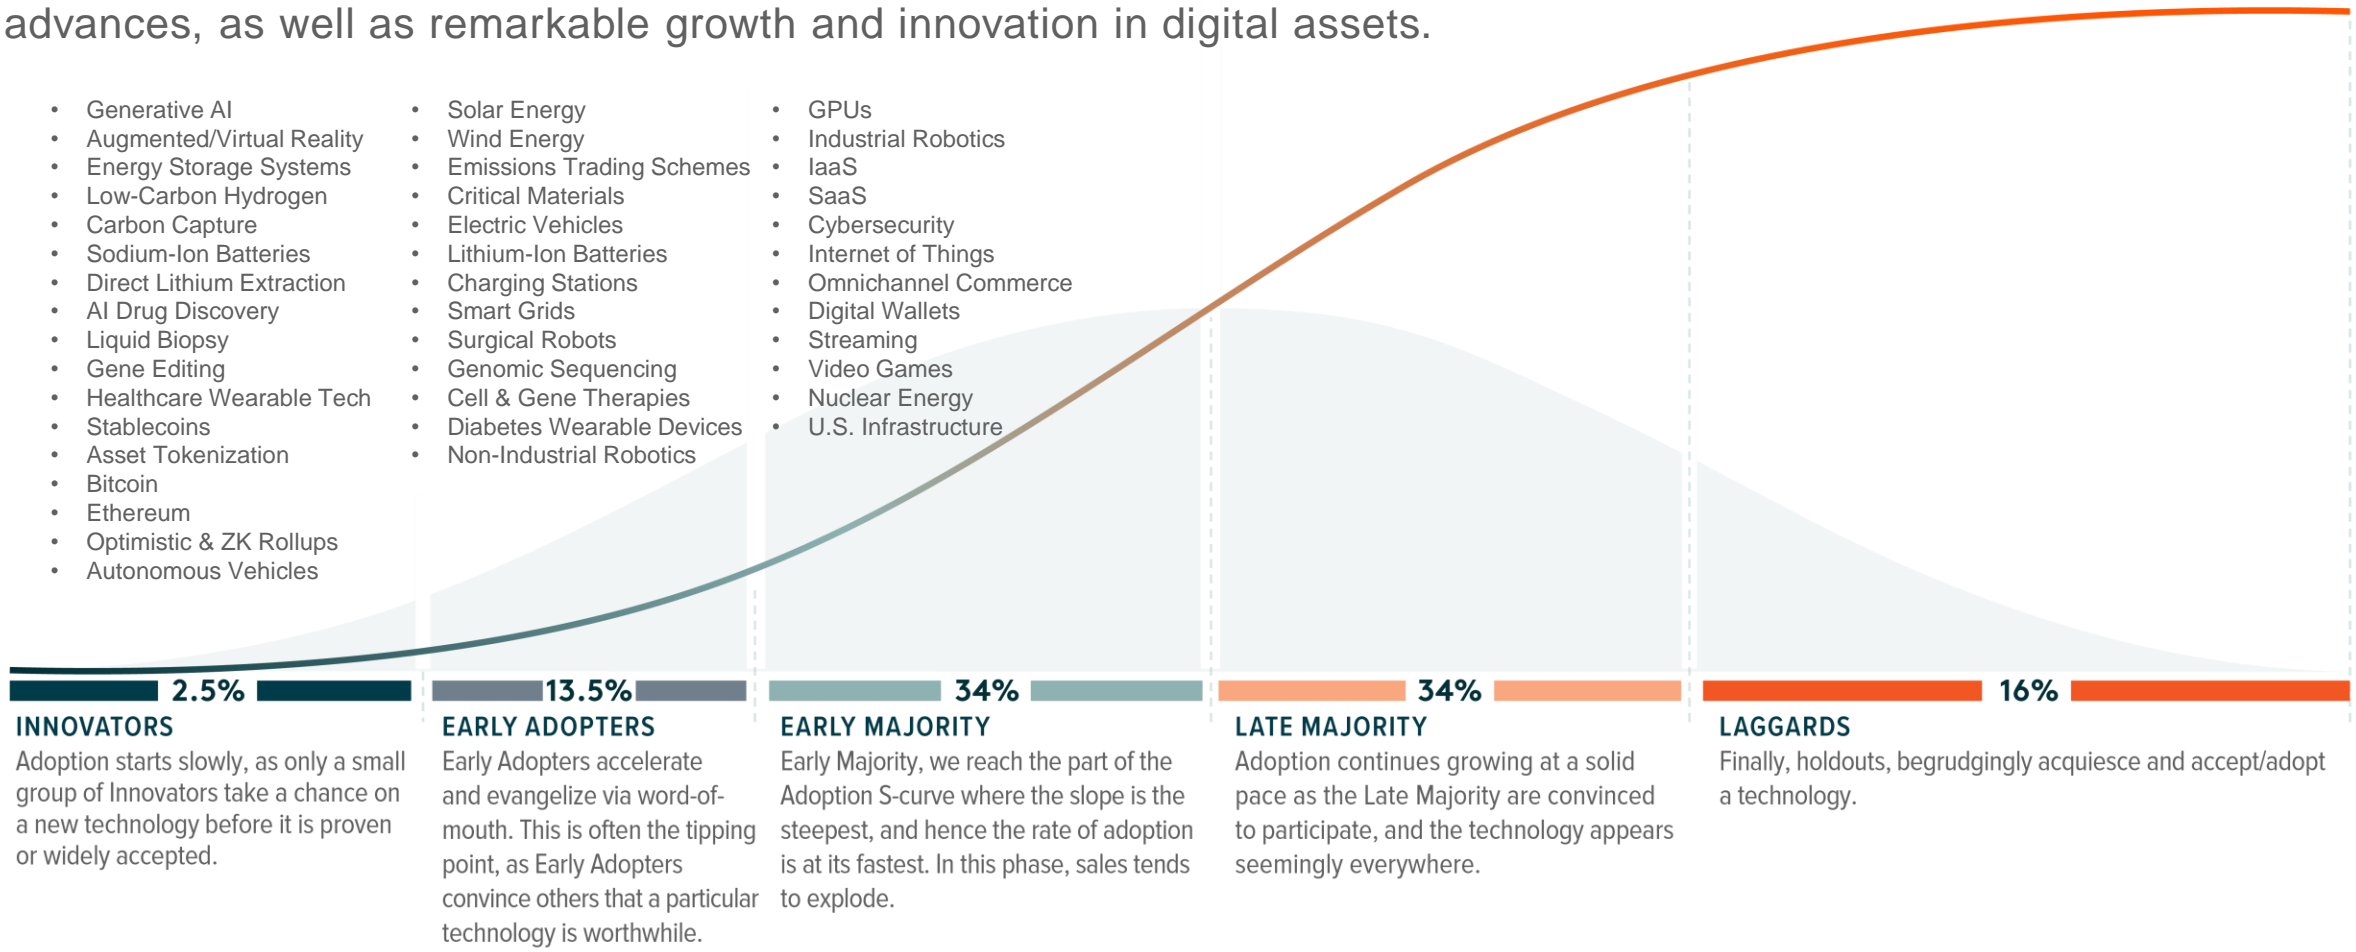 advances, as well as remarkable growth and innovation in digital assets.
• Generative AI
• Augmented/Virtual Reality
• Energy Storage Systems
• Low-Carbon Hydrogen
• Carbon Capture
• Sodium-Ion Batteries
• Direct Lithium Extraction
• AI Drug Discovery
• Liquid Biopsy
• Gene Editing
• Healthcare Wearable Tech
• Stablecoins
• Asset Tokenization
• Bitcoin
• Ethereum
• Optimistic & ZK Rollups
• Autonomous Vehicles
• Solar Energy
• Wind Energy
• Emissions Trading Schemes
• Critical Materials
• Electric Vehicles
• Lithium-Ion Batteries
• Charging Stations
• Smart Grids
• Surgical Robots
• Genomic Sequencing
• Cell & Gene Therapies
• Diabetes Wearable Devices
• Non-Industrial Robotics
• GPUs
• Industrial Robotics
• IaaS
• SaaS
• Cybersecurity
• Internet of Things
• Omnichannel Commerce
• Digital Wallets
• Streaming
• Video Games
• Nuclear Energy
• U.S. Infrastructure
2.5%
INNOVATORS
Adoption starts slowly, as only a small
group of Innovators take a chance on
a new technology before it is proven
or widely accepted.
13.5%
EARLY ADOPTERS
Early Adopters accelerate
and evangelize via word-of-
mouth. This is often the tipping
point, as Early Adopters
convince others that a particular
technology is worthwhile.
34%
EARLY MAJORITY
Early Majority, we reach the part of the
Adoption S-curve where the slope is the
steepest, and hence the rate of adoption
is at its fastest. In this phase, sales tends
to explode.
34%
LATE MAJORITY
Adoption continues growing at a solid
pace as the Late Majority are convinced
to participate, and the technology appears
seemingly everywhere.
16%
LAGGARDS
Finally, holdouts, begrudgingly acquiesce and accept/adopt
a technology.